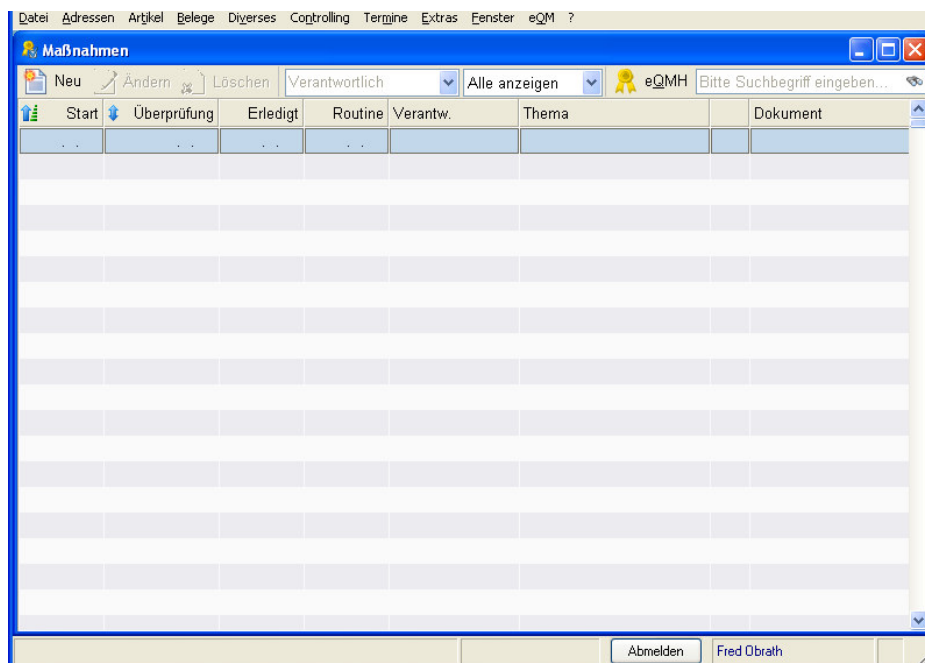 Datei Adressen Artikel Belege Diverses Controlling Termine Extras Fenster eQM ?
Maßnahmen
Neu Ändern Löschen Verantwortlich Alle anzeigen eQMH Bitte Suchbegriff eingeben...
Start Überprüfung Erledigt Routine Verantw. Thema Dokument
. . . . . . . .
Abmelden Fred Obrath